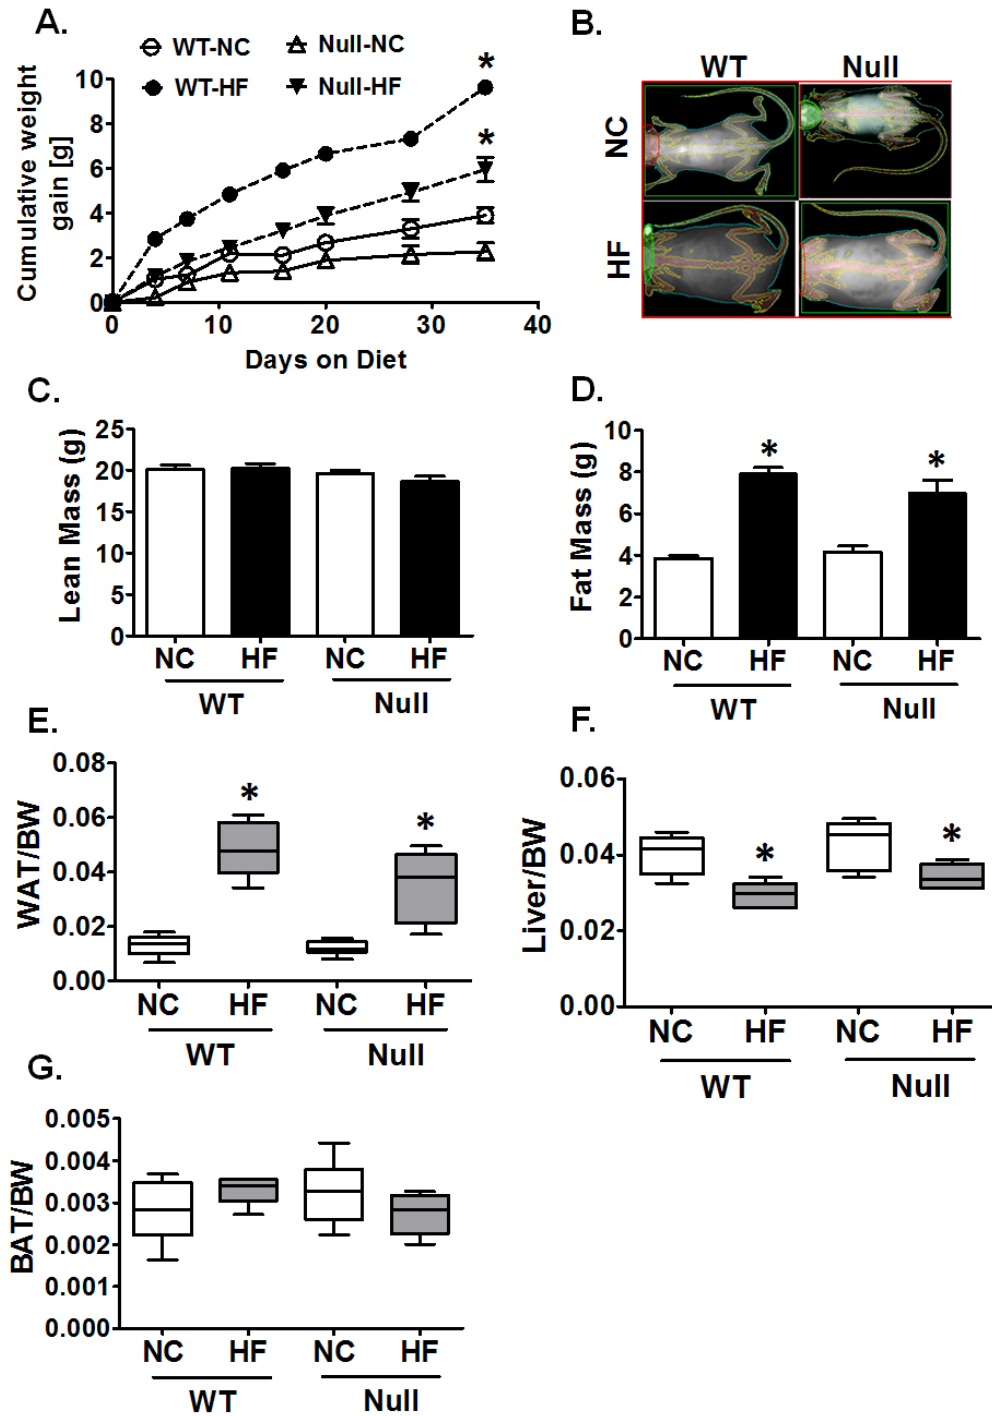 A.
WT-NC
Null-NC
WT-HF
Null-HF
Cumulative weight
gain [g]
10
8
6
4
2
0
*
*
0
10
20
30
40
Days on Diet
B.
WT
Null
NC
HF
C.
Lean Mass (g)
25
20
15
10
5
0
NC
HF
NC
HF
WT
Null
D.
Fat Mass (g)
10
8
6
4
2
0
*
*
NC
HF
NC
HF
WT
Null
E.
WAT/BW
0.08
0.06
0.04
0.02
0.00
*
*
NC
HF
NC
HF
WT
Null
F.
Liver/BW
0.06
0.04
0.02
0.00
*
*
NC
HF
NC
HF
WT
Null
G.
BAT/BW
0.005
0.004
0.003
0.002
0.001
0.000
NC
HF
NC
HF
WT
Null